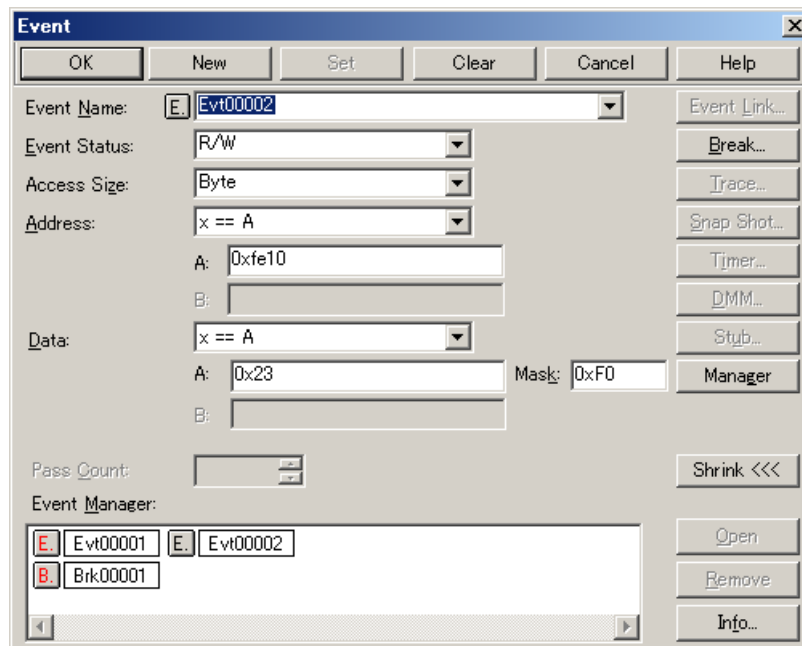 Event
OK New Set Clear Cancel Help
Event Name: E. Evt00002 Event Link...
Event Status: R/W Break...
Access Size: Byte Trace...
Address: x == A Snap Shot...
A: 0xfe10 Timer...
B: DMM...
Data: x == A Stub...
A: 0x23 Mask: 0xF0 Manager
B:
Pass Count: Shrink <<<
Event Manager:
E. Evt00001 E. Evt00002 Open
B. Brk00001 Remove
Info...